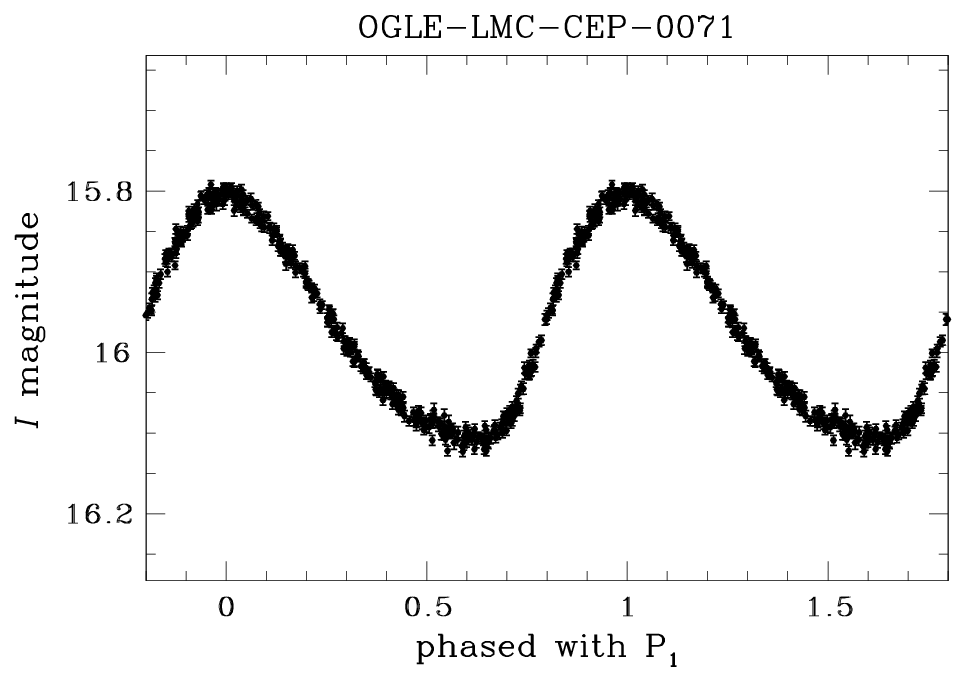 OGLE-LMC-CEP-0071
I magnitude
15.8
16
16.2
0 0.5 1 1.5
phased with P₁